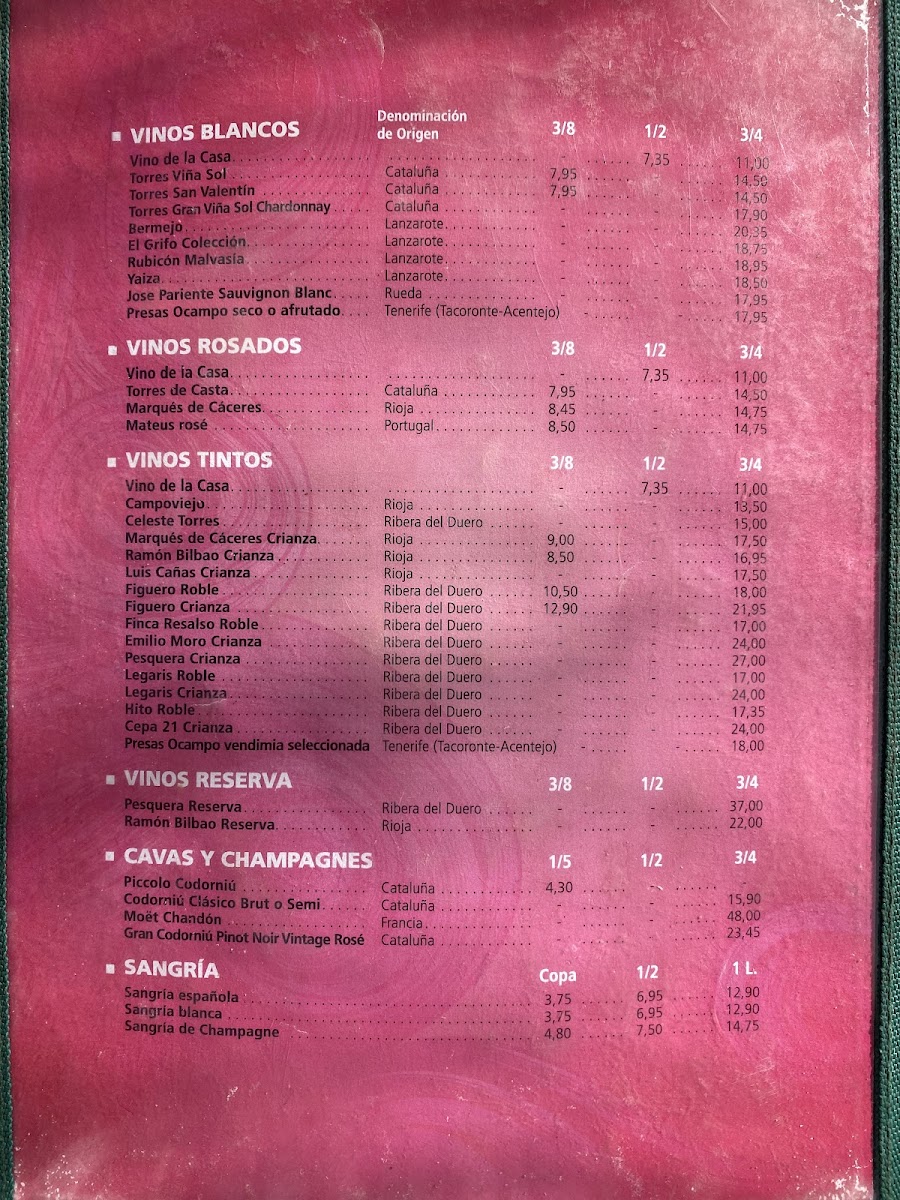 VINOS BLANCOS Denominación de Origen 3/8 1/2 3/4
Vino de la Casa - 7,35 11,00
Torres Viña Sol Cataluña 7,95 - 14,50
Torres San Valentín Cataluña 7,95 - 14,50
Torres Gran Viña Sol Chardonnay Cataluña - - 17,90
Bermejo Lanzarote - - 20,35
El Grifo Colección Lanzarote - - 18,75
Rubicón Malvasía Lanzarote - - 18,95
Yaiza Lanzarote - - 18,50
Jose Pariente Sauvignon Blanc Rueda - - 17,95
Presas Ocampo seco o afrutado Tenerife (Tacoronte-Acentejo) - - 17,95
VINOS ROSADOS 3/8 1/2 3/4
Vino de la Casa - 7,35 11,00
Torres de Casta Cataluña 7,95 - 14,50
Marqués de Cáceres Rioja 8,45 - 14,75
Mateus rosé Portugal 8,50 - 14,75
VINOS TINTOS 3/8 1/2 3/4
Vino de la Casa - 7,35 11,00
Campoviejo Rioja - - 13,50
Celeste Torres Ribera del Duero - - 15,00
Marqués de Cáceres Crianza Rioja 9,00 - 17,50
Ramón Bilbao Crianza Rioja 8,50 - 16,95
Luis Cañas Crianza Rioja - - 17,50
Figuero Roble Ribera del Duero 10,50 - 18,00
Figuero Crianza Ribera del Duero 12,90 - 21,95
Finca Resalso Roble Ribera del Duero - - 17,00
Emilio Moro Crianza Ribera del Duero - - 24,00
Pesquera Crianza Ribera del Duero - - 27,00
Legaris Roble Ribera del Duero - - 17,00
Legaris Crianza Ribera del Duero - - 24,00
Hito Roble Ribera del Duero - - 17,35
Cepa 21 Crianza Ribera del Duero - - 24,00
Presas Ocampo vendimia seleccionada Tenerife (Tacoronte-Acentejo) - - 18,00
VINOS RESERVA 3/8 1/2 3/4
Pesquera Reserva Ribera del Duero - - 37,00
Ramón Bilbao Reserva Rioja - - 22,00
CAVAS Y CHAMPAGNES 1/5 1/2 3/4
Piccolo Codorniú Cataluña 4,30 - -
Codorniú Clásico Brut o Semi Cataluña - - 15,90
Moët Chandón Francia - - 48,00
Gran Codorniú Pinot Noir Vintage Rosé Cataluña - - 23,45
SANGRÍA Copa 1/2 1 L.
Sangría española 3,75 6,95 12,90
Sangría blanca 3,75 6,95 12,90
Sangría de Champagne 4,80 7,50 14,75